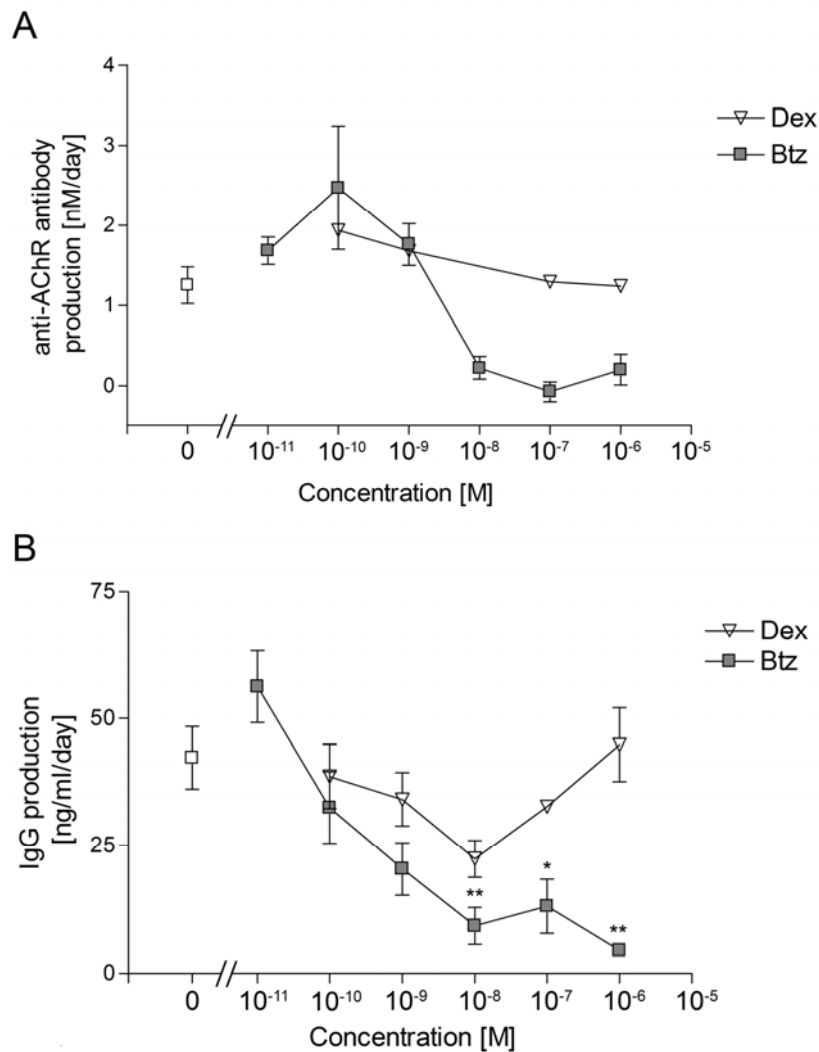 A
4
3
2
1
0
anti-AChR antibody
production [nM/day]
Dex
Btz
0
10⁻¹¹
10⁻¹⁰
10⁻⁹
10⁻⁸
10⁻⁷
10⁻⁶
10⁻⁵
Concentration [M]
B
75
50
25
0
IgG production
[ng/ml/day]
Dex
Btz
**
*
**
0
10⁻¹¹
10⁻¹⁰
10⁻⁹
10⁻⁸
10⁻⁷
10⁻⁶
10⁻⁵
Concentration [M]